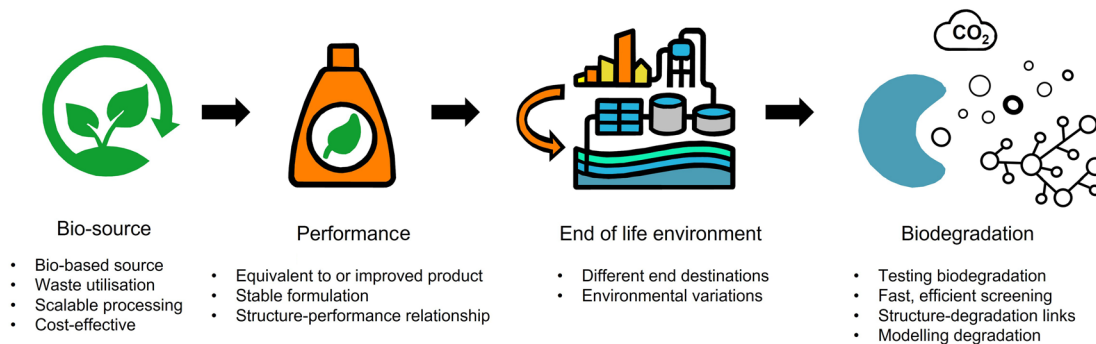 CO₂
Bio-source
• Bio-based source
• Waste utilisation
• Scalable processing
• Cost-effective
Performance
• Equivalent to or improved product
• Stable formulation
• Structure-performance relationship
End of life environment
• Different end destinations
• Environmental variations
Biodegradation
• Testing biodegradation
• Fast, efficient screening
• Structure-degradation links
• Modelling degradation